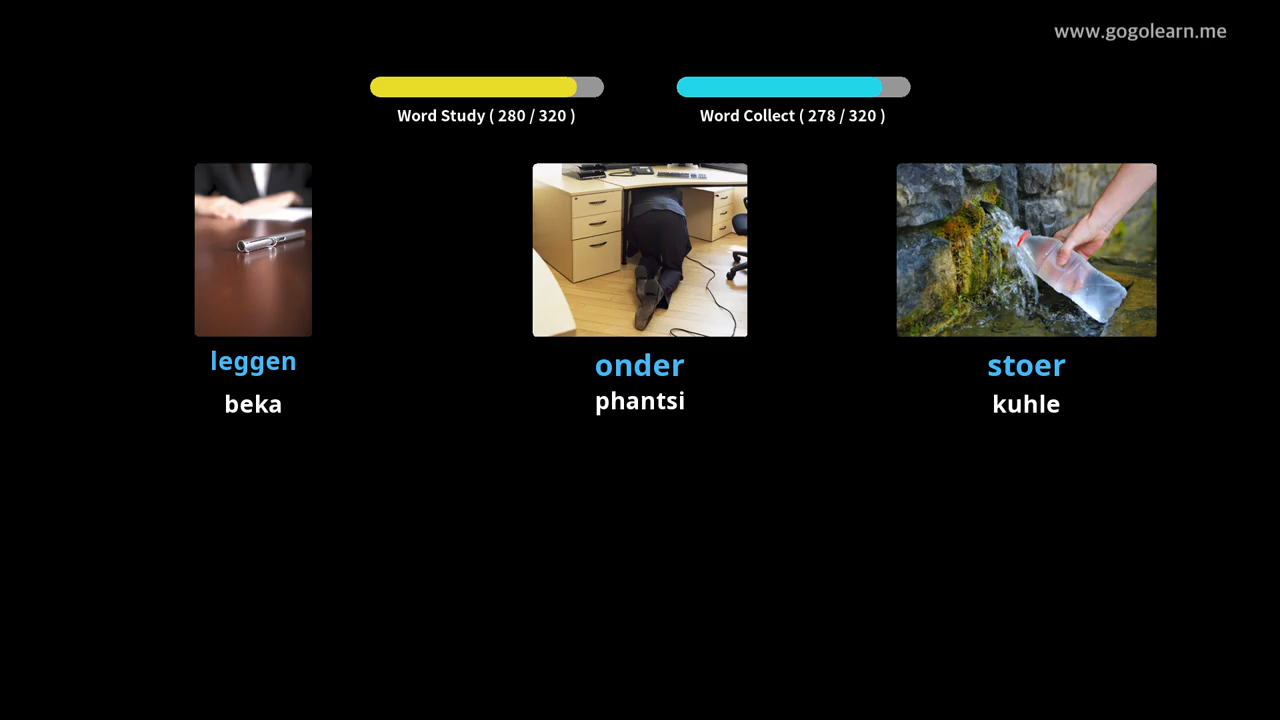 www.gogolearn.me
Word Study ( 280 / 320 )
Word Collect ( 278 / 320 )
leggen
beka
onder
phantsi
stoer
kuhle